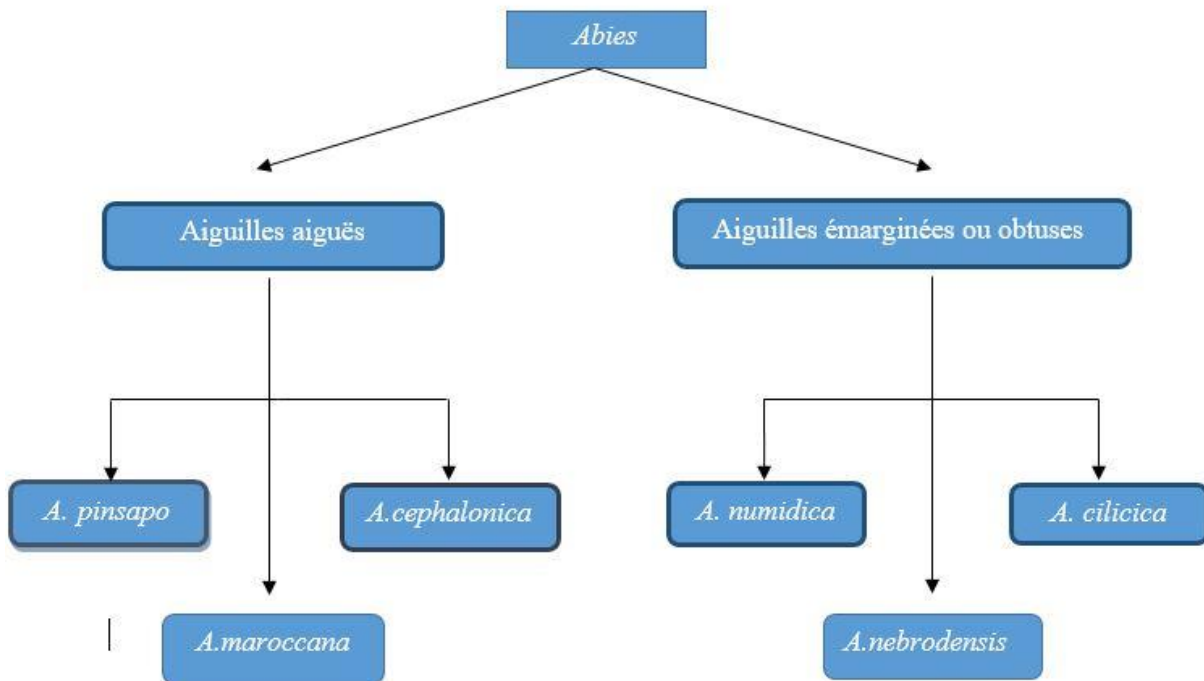 Abies
Aiguilles aiguës
Aiguilles émarginées ou obtuses
A. pinsapo
A.cephalonica
A. numidica
A. cilicica
A.maroccana
A.nebrodensis